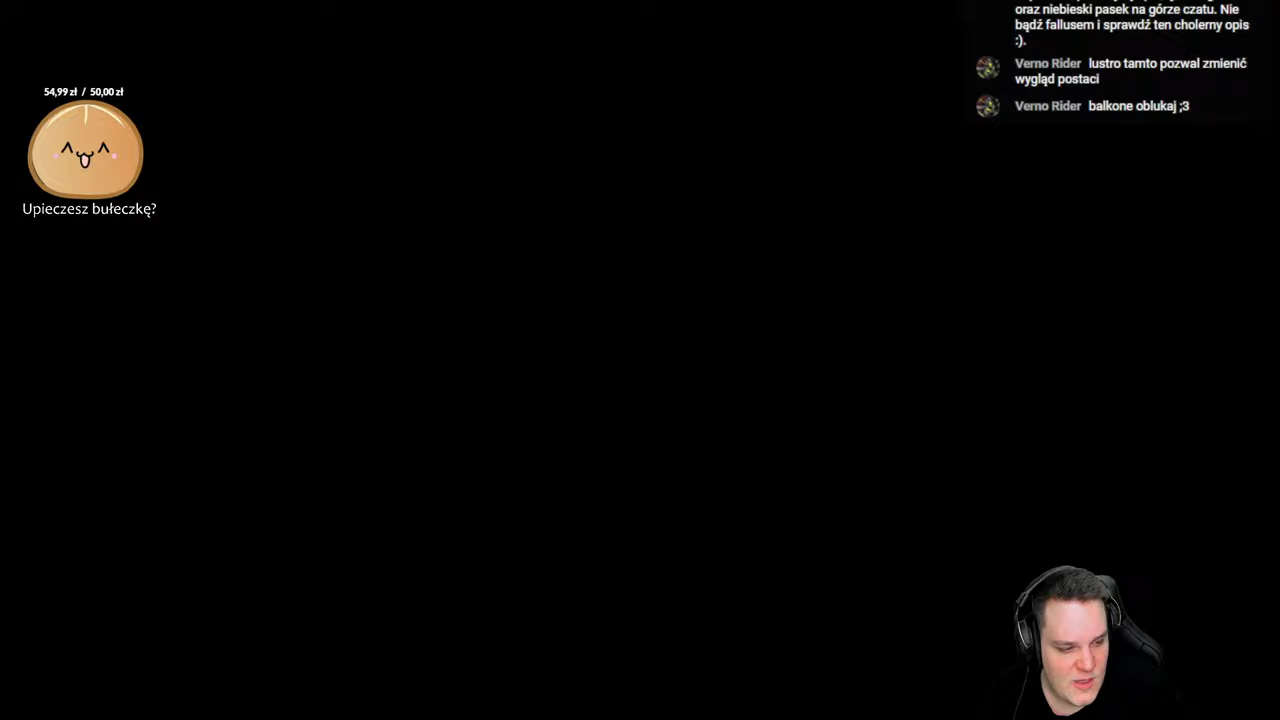 oraz niebieski pasek na górze czatu. Nie
bądź fallusem i sprawdź ten cholerny opis
:).
Verno Rider lustro tamto pozwal zmienić
wygląd postaci
Verno Rider balkone oblukaj ;3
54,99 zł / 50,00 zł
Upieczesz bułeczkę?